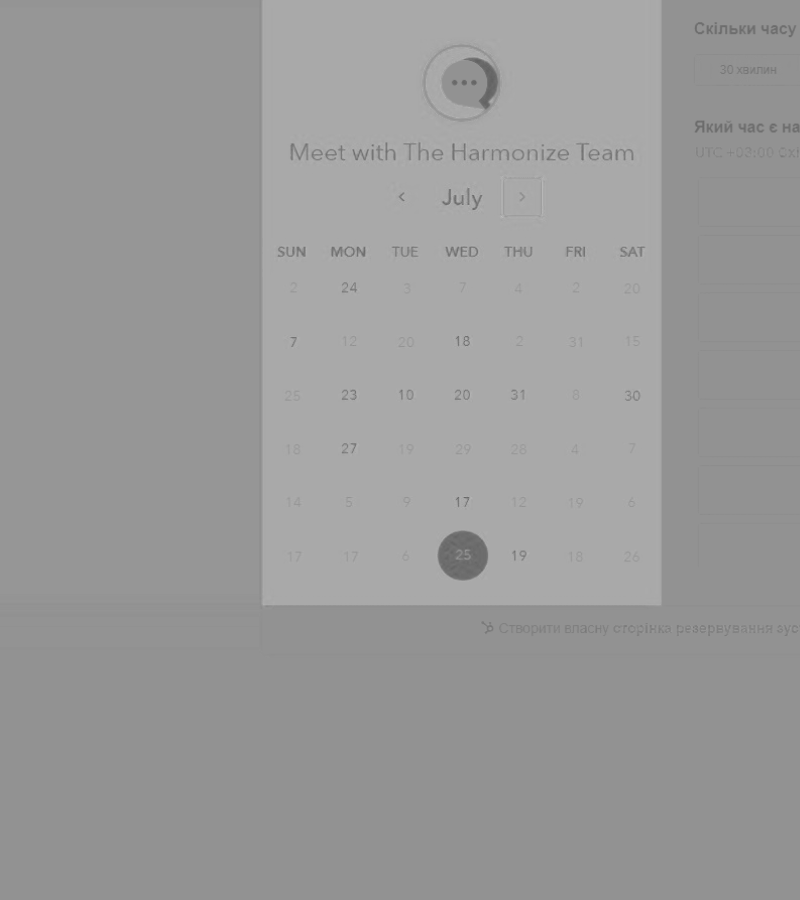 Meet with The Harmonize Team
July
SUN MON TUE WED THU FRI SAT
2 24 3 7 4 2 20
7 12 20 18 2 31 15
25 23 10 20 31 8 30
18 27 19 29 28 4 7
14 5 9 17 12 19 6
17 17 6 25 19 18 26
Скільки часу
30 хвилин
Який час є на
UTC +03:00
Створити власну сторінка резервування зус